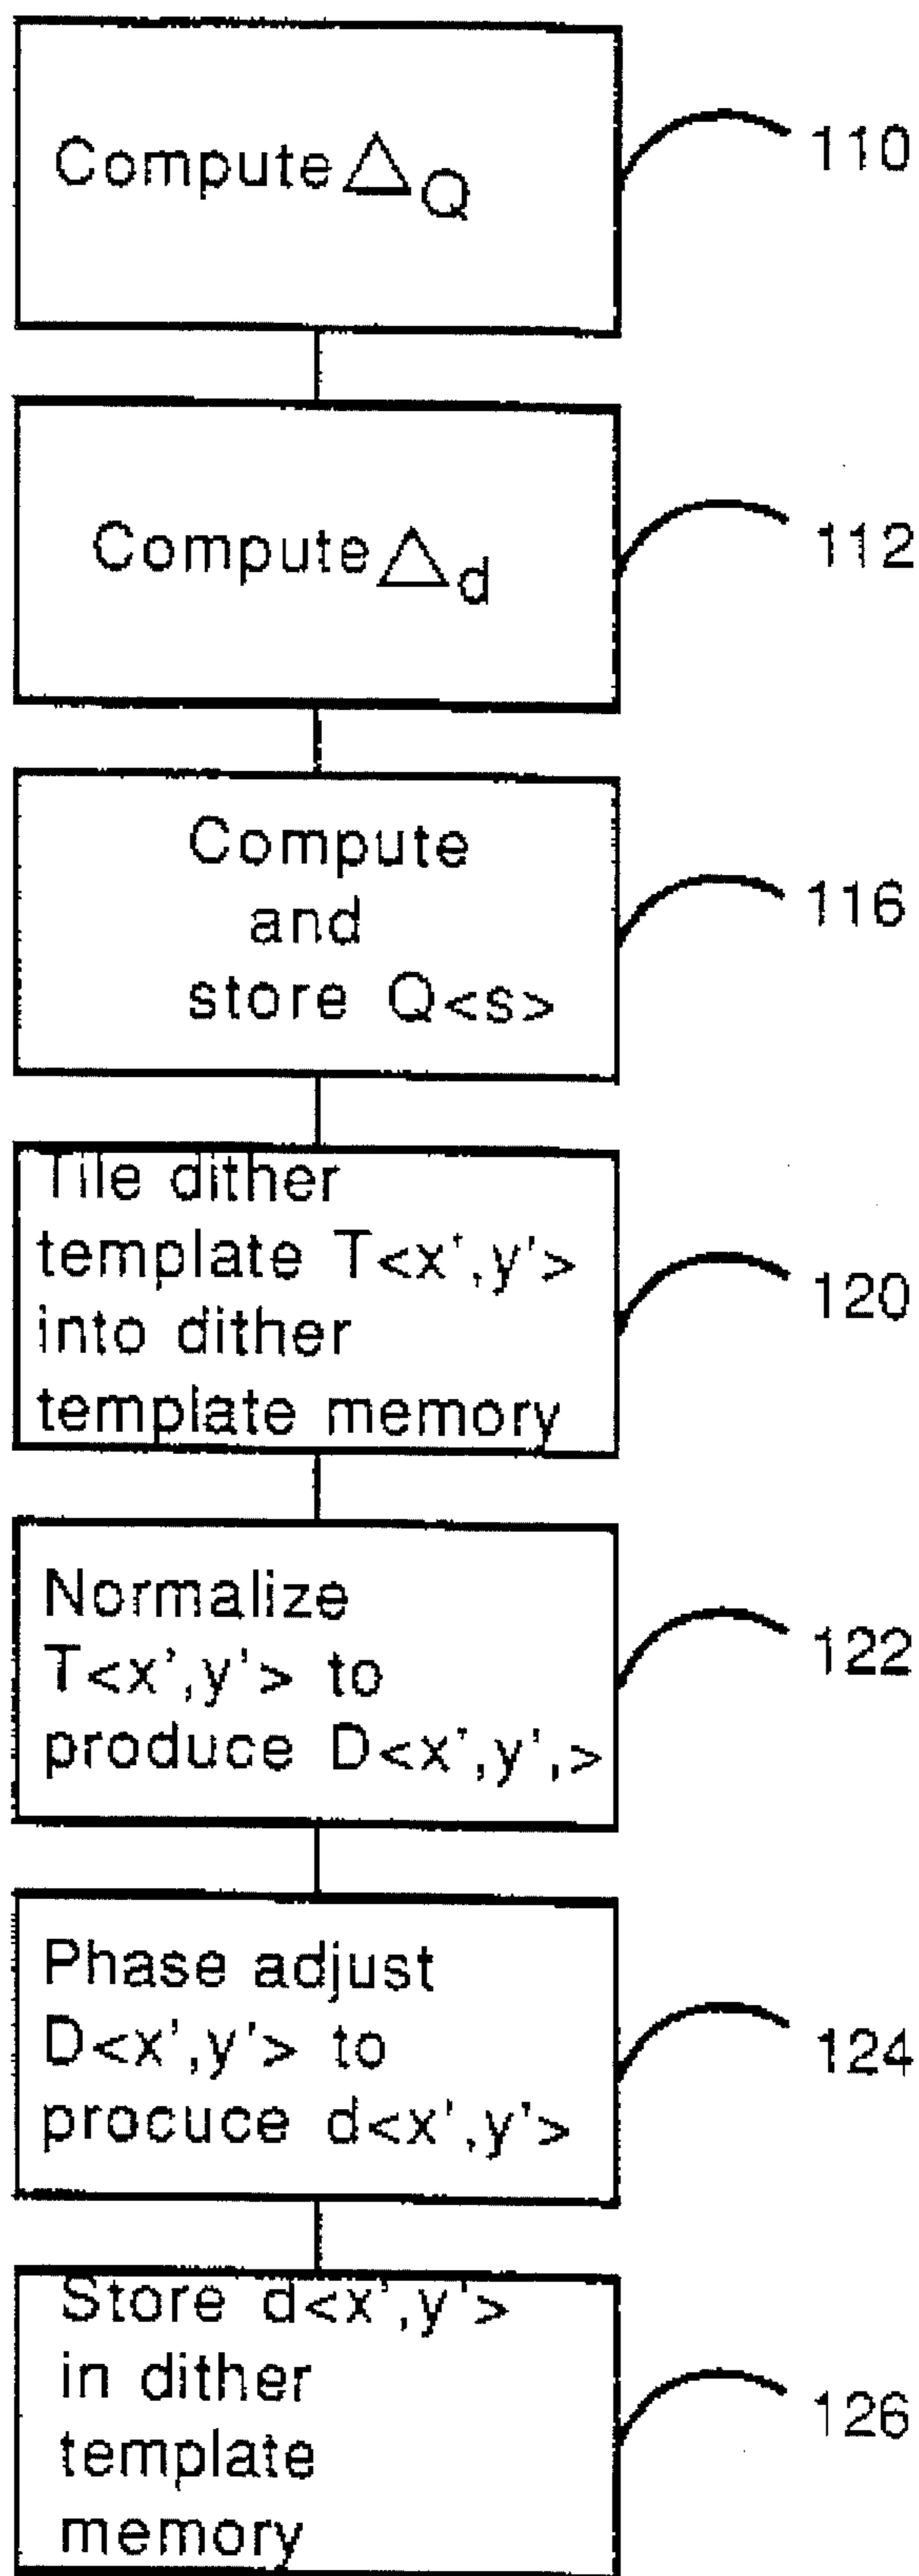 Compute △Q
110
Compute △d
112
Compute
and
store Q<s>
116
Tile dither
template T<x',y'>
into dither
template memory
120
Normalize
T<x',y'> to
produce D<x',y',>
122
Phase adjust
D<x',y'> to
procuce d<x',y'>
124
Store d<x',y'>
in dither
template
memory
126